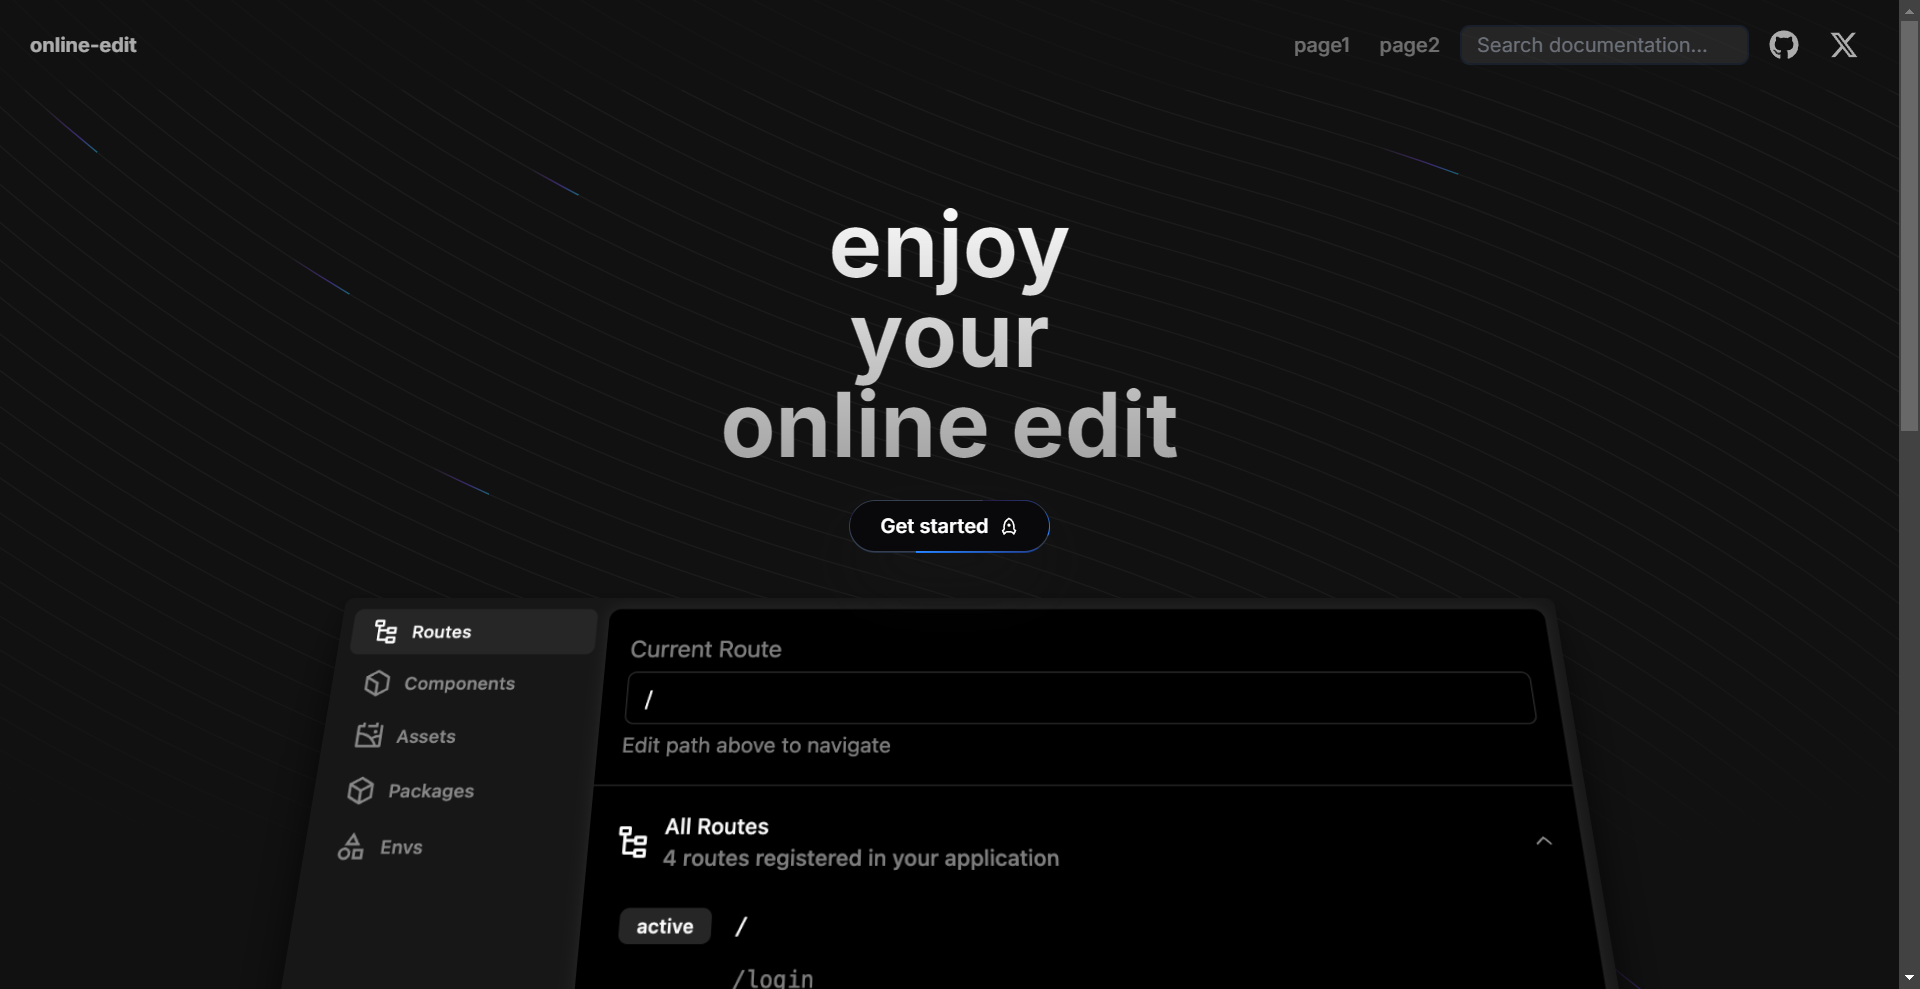 online-edit
page1
page2
Search documentation...
enjoy
your
online edit
Get started
Routes
Components
Assets
Packages
Envs
Current Route
/
Edit path above to navigate
All Routes
4 routes registered in your application
active /
/login